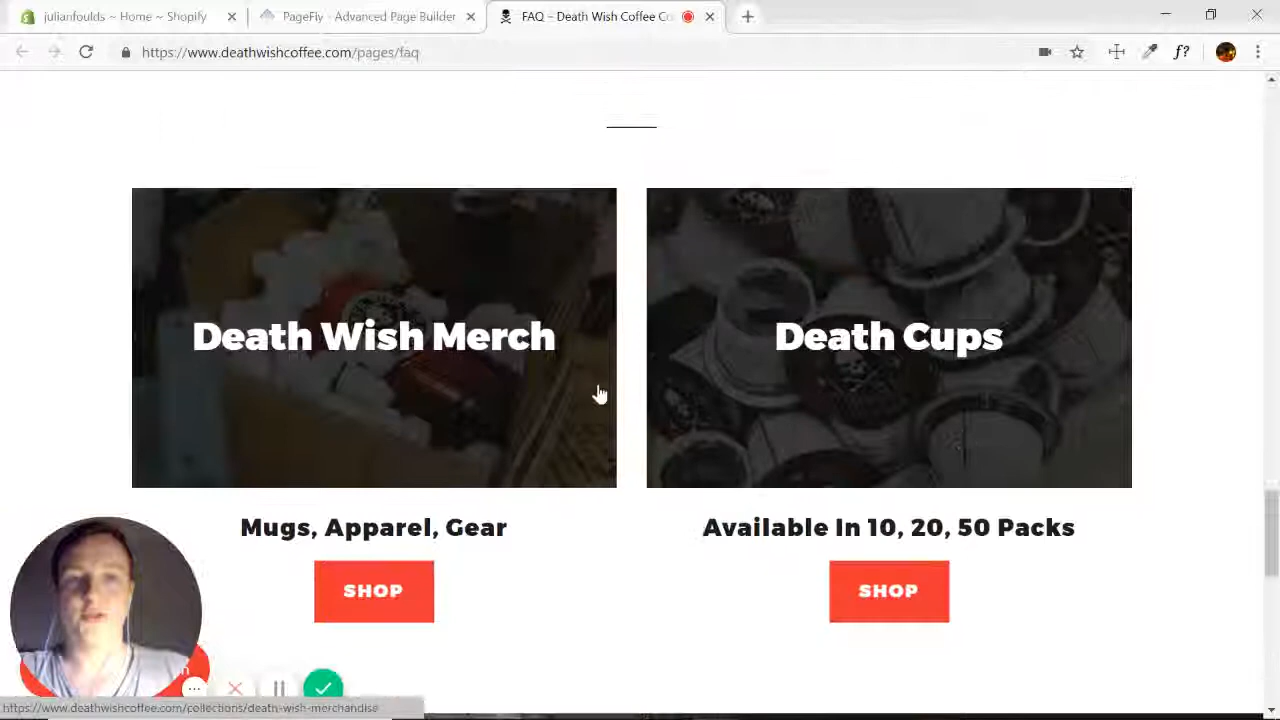 julianfoulds ~ Home ~ Shopify
PageFly - Advanced Page Builder
FAQ – Death Wish Coffee Co
https://www.deathwishcoffee.com/pages/faq
f?
Death Wish Merch
Death Cups
Mugs, Apparel, Gear
Available In 10, 20, 50 Packs
SHOP
SHOP
https://www.deathwishcoffee.com/collections/death-wish-merchandise